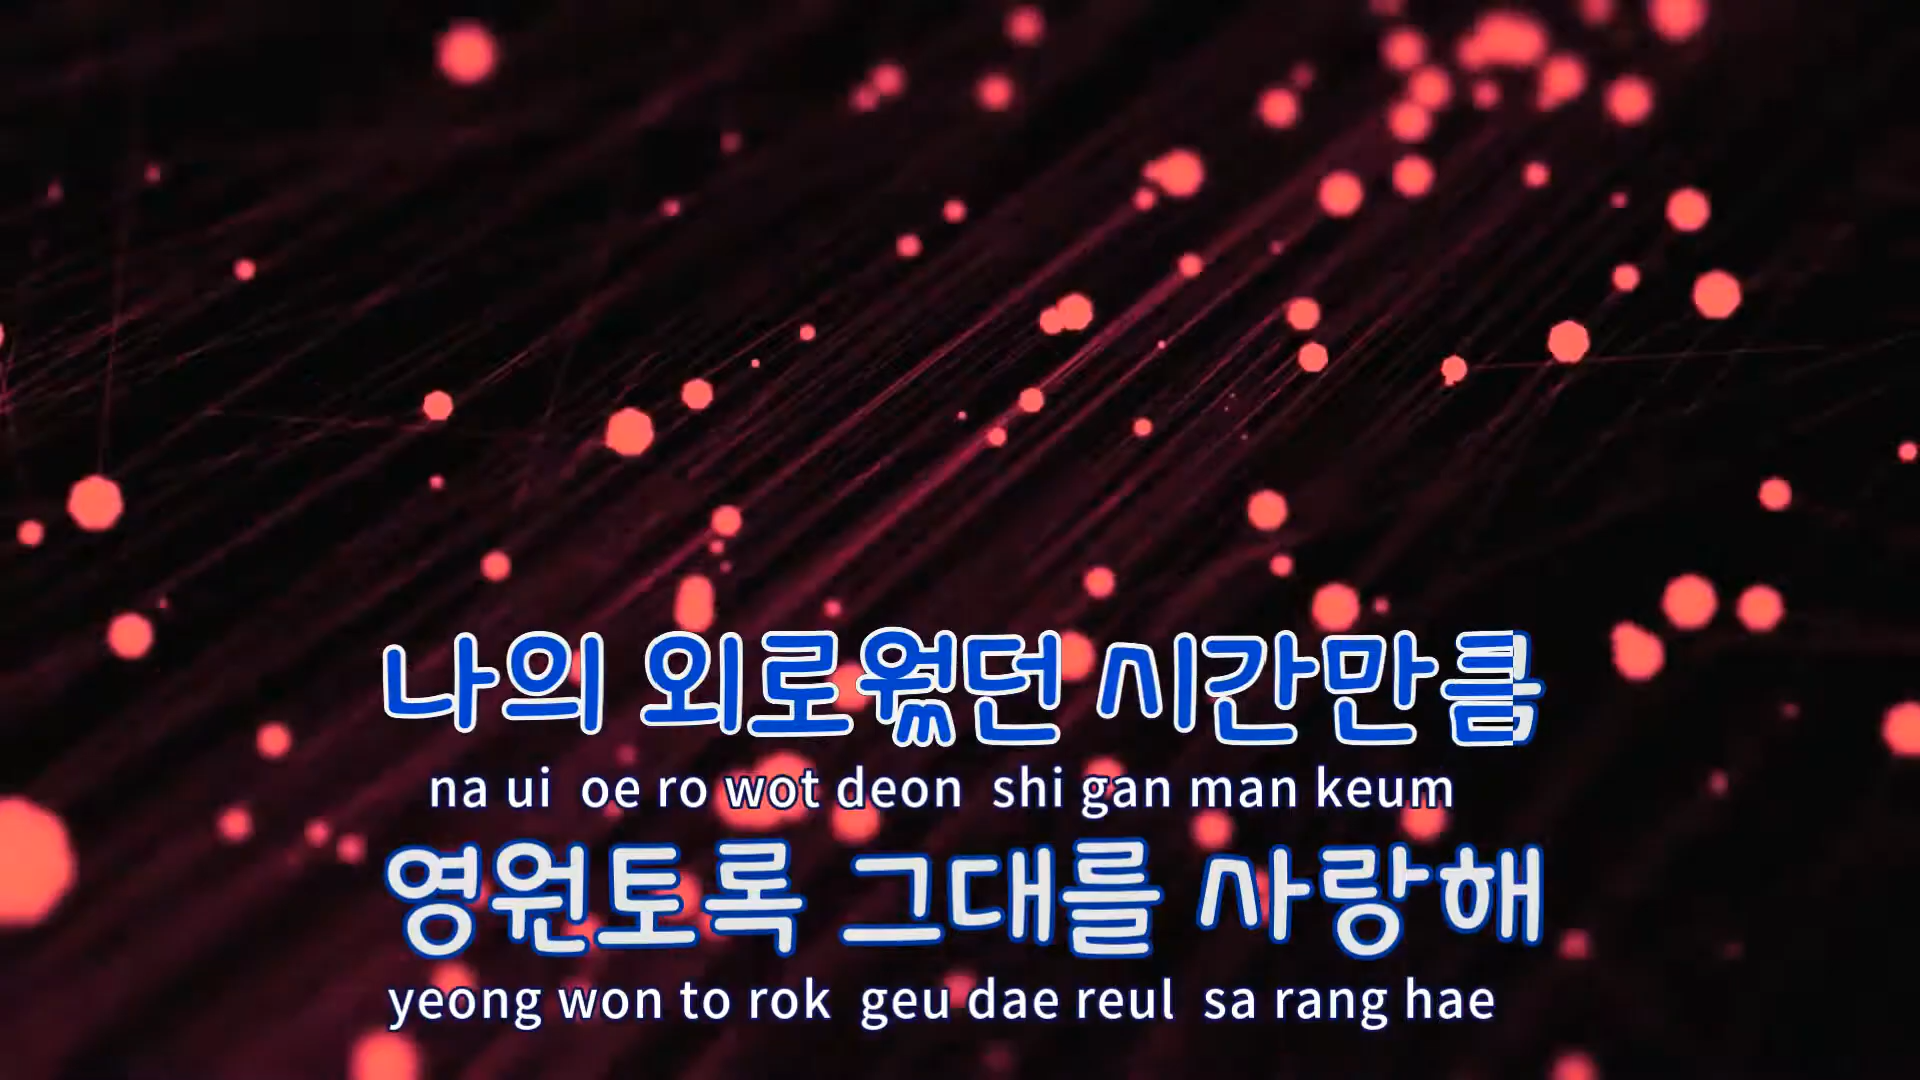 나의 외로웠던 시간만큼
na ui oe ro wot deon shi gan man keum
영원토록 그대를 사랑해
yeong won to rok geu dae reul sa rang hae